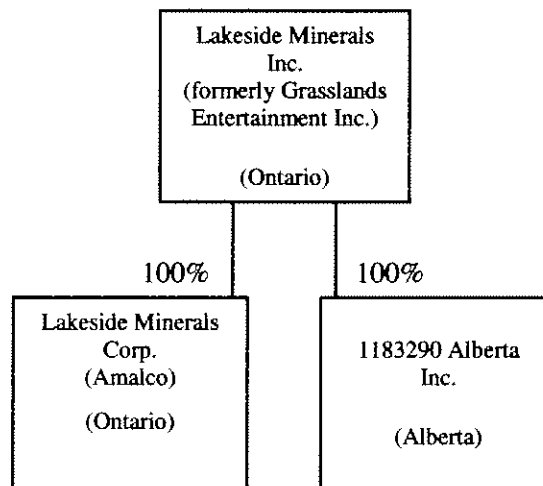 Lakeside Minerals
Inc.
(formerly Grasslands
Entertainment Inc.)
(Ontario)
100%
100%
Lakeside Minerals
Corp.
(Amalco)
(Ontario)
1183290 Alberta
Inc.
(Alberta)